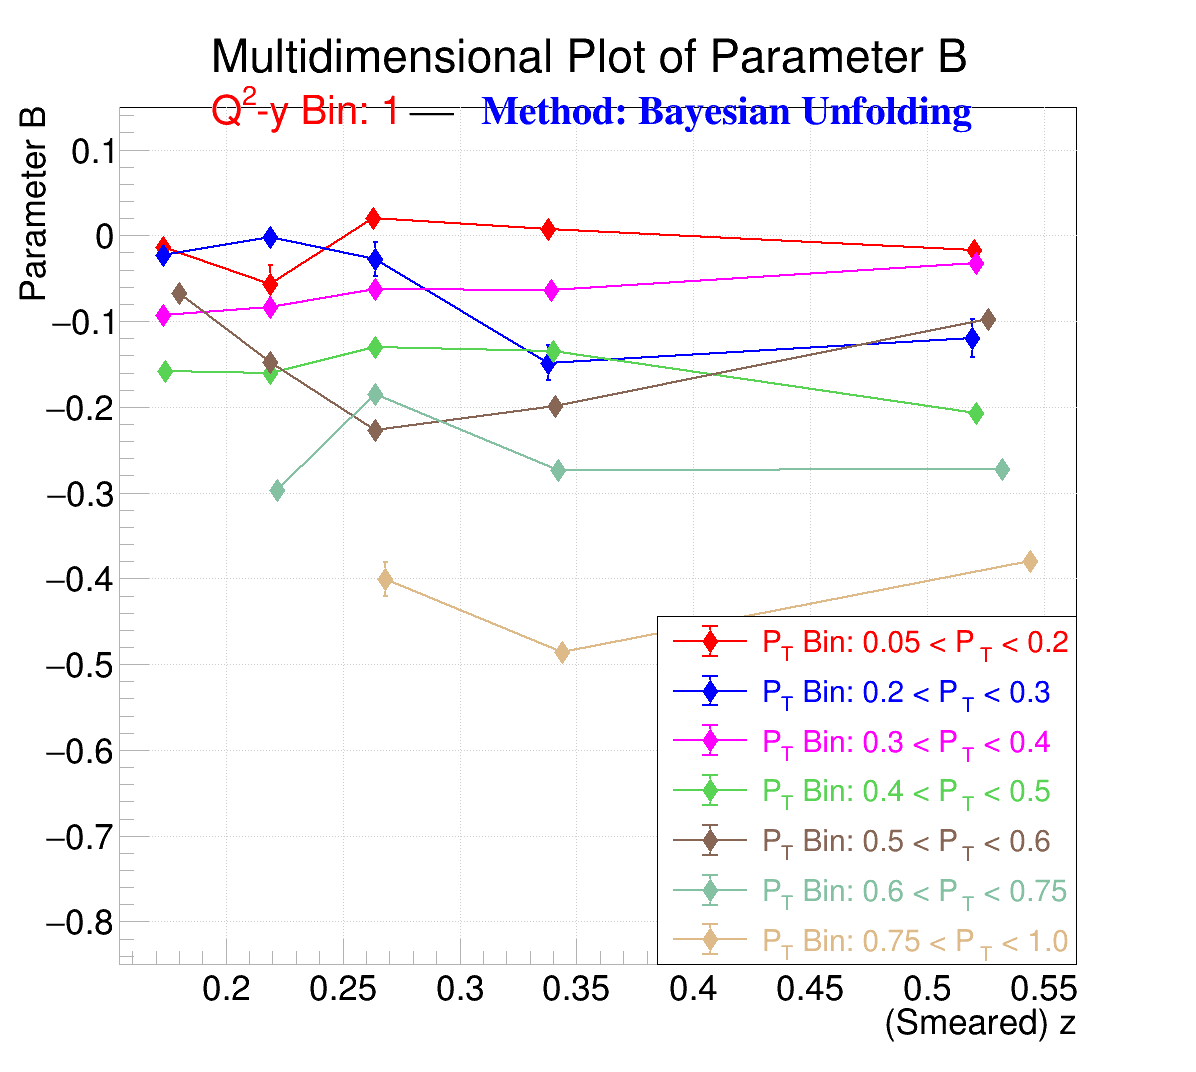 Multidimensional Plot of Parameter B
Q2-y Bin: 1 — Method: Bayesian Unfolding
Parameter B
0.1
0
−0.1
−0.2
−0.3
−0.4
−0.5
−0.6
−0.7
−0.8
PT Bin: 0.05 < PT < 0.2
PT Bin: 0.2 < PT < 0.3
PT Bin: 0.3 < PT < 0.4
PT Bin: 0.4 < PT < 0.5
PT Bin: 0.5 < PT < 0.6
PT Bin: 0.6 < PT < 0.75
PT Bin: 0.75 < PT < 1.0
0.2 0.25 0.3 0.35 0.4 0.45 0.5 0.55
(Smeared) z